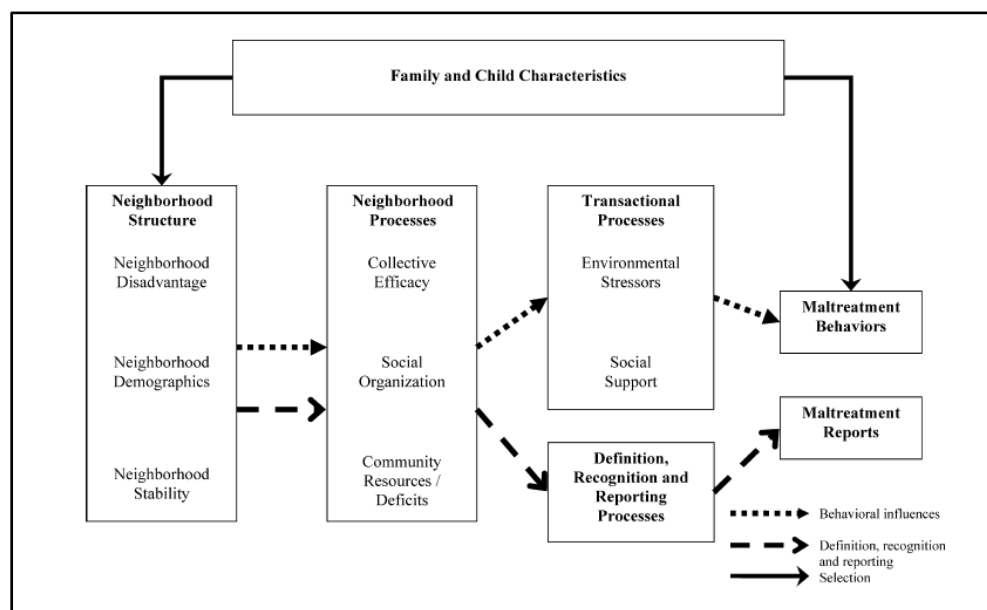 Family and Child Characteristics
Neighborhood
Structure
Neighborhood
Disadvantage
Neighborhood
Demographics
Neighborhood
Stability
Neighborhood
Processes
Collective
Efficacy
Social
Organization
Community
Resources /
Deficits
Transactional
Processes
Environmental
Stressors
Social
Support
Definition,
Recognition and
Reporting
Processes
Maltreatment
Behaviors
Maltreatment
Reports
Behavioral influences
Definition, recognition
and reporting
Selection